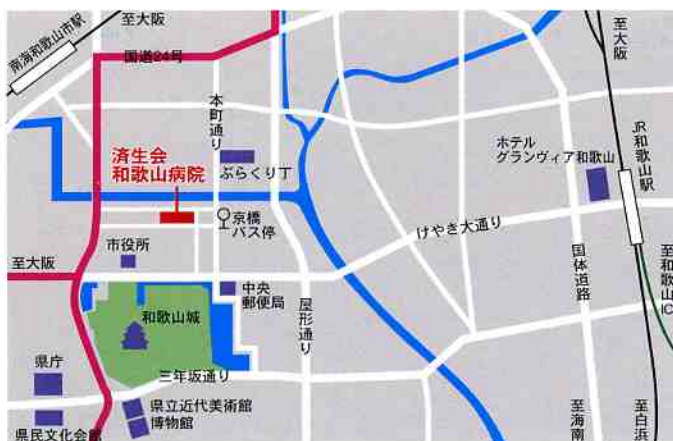 南海和歌山市駅
至大阪
国道24号
本町通り
済生会
和歌山病院
ぶらくり丁
京橋
バス停
市役所
至大阪
中央
郵便局
和歌山城
屋形通り
けやき大通り
三年坂通り
県庁
県民文化会館
県立近代美術館
博物館
ホテル
グランヴィア和歌山
至大阪
JR和歌山駅
国体道路
至和歌山IC
至海南
至白浜